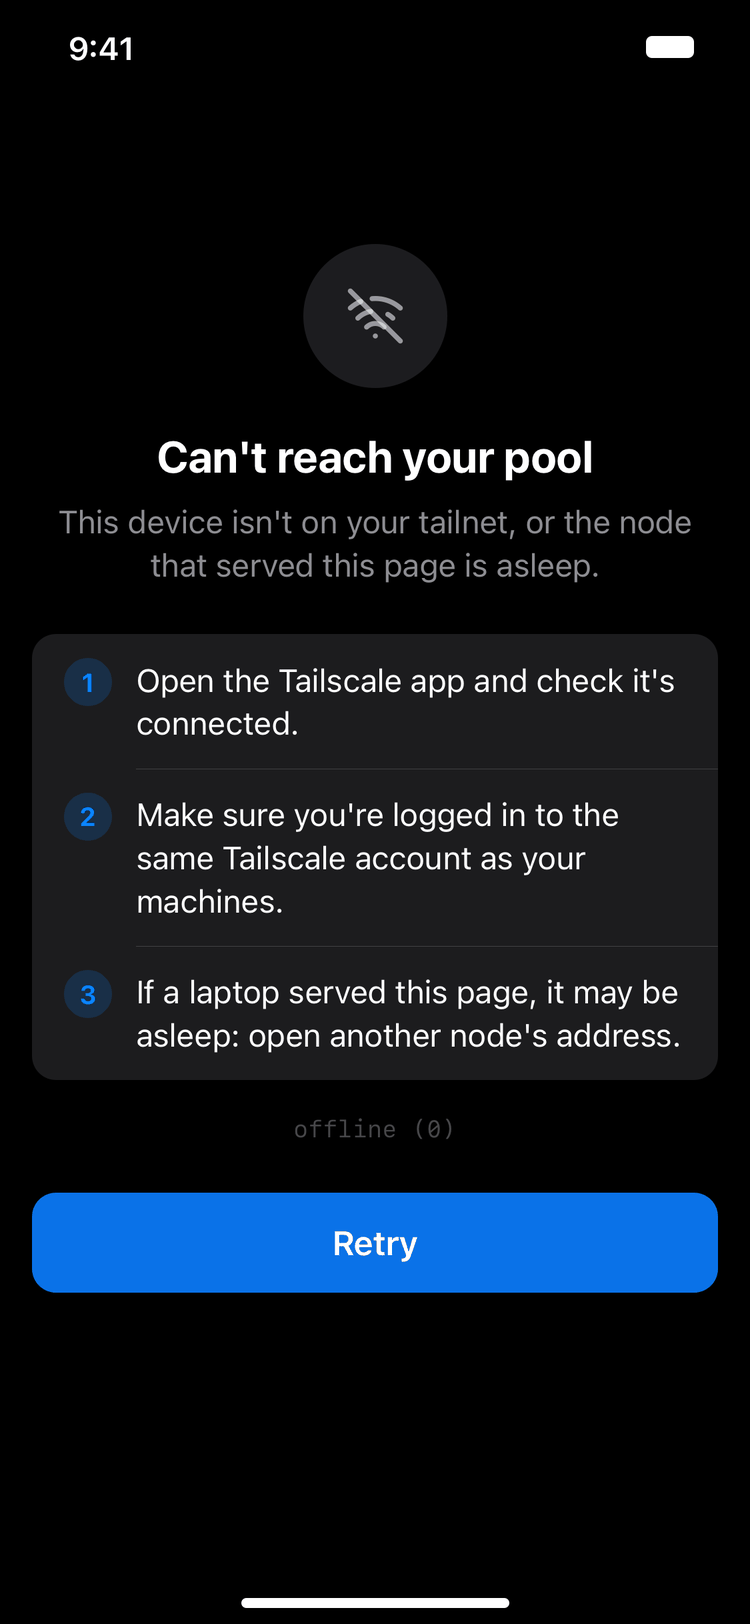 9:41
Can't reach your pool
This device isn't on your tailnet, or the node
that served this page is asleep.
1 Open the Tailscale app and check it's
connected.
2 Make sure you're logged in to the
same Tailscale account as your
machines.
3 If a laptop served this page, it may be
asleep: open another node's address.
offline (0)
Retry